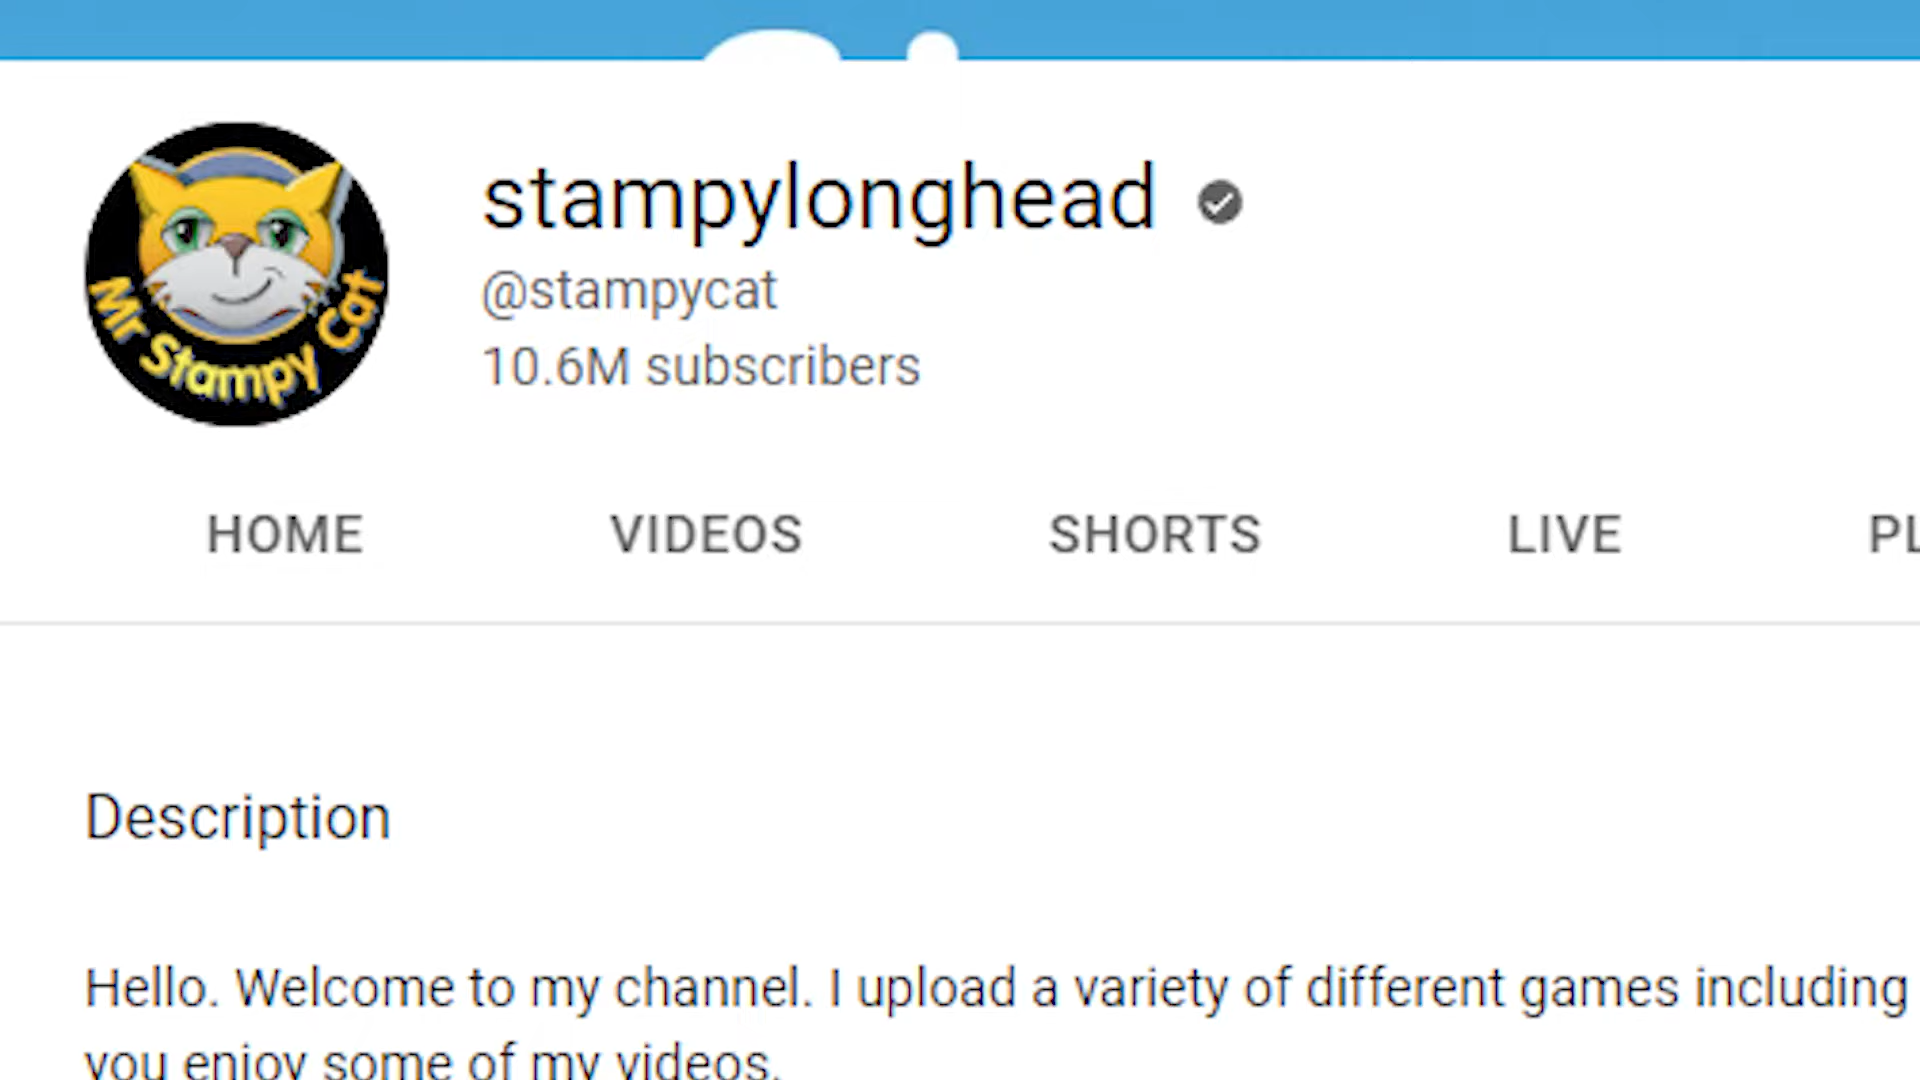 Mr Stampy Cat
stampylonghead
@stampycat
10.6M subscribers
HOME VIDEOS SHORTS LIVE
Description
Hello. Welcome to my channel. I upload a variety of different games including
you enjoy some of my videos.